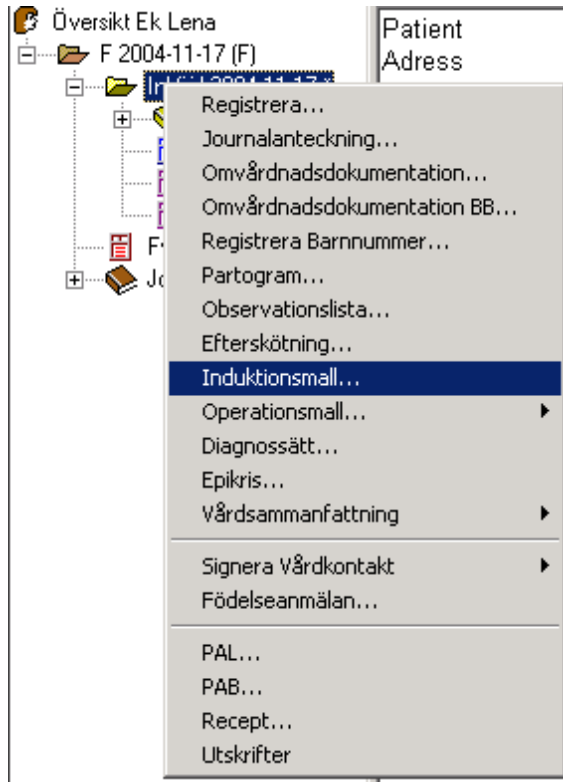 Översikt Ek Lena
Patient
F 2004-11-17 (F)
Adress
Registrera...
Journalanteckning...
Omvårdnadsdokumentation...
Omvårdnadsdokumentation BB...
Registrera Barnnummer...
Partogram...
Observationslista...
Efterskötning...
Induktionsmall...
Operationsmall...
Diagnossätt...
Epikris...
Vårdsammanfattning
Signera Vårdkontakt
Födelseanmälan...
PAL...
PAB...
Recept...
Utskrifter